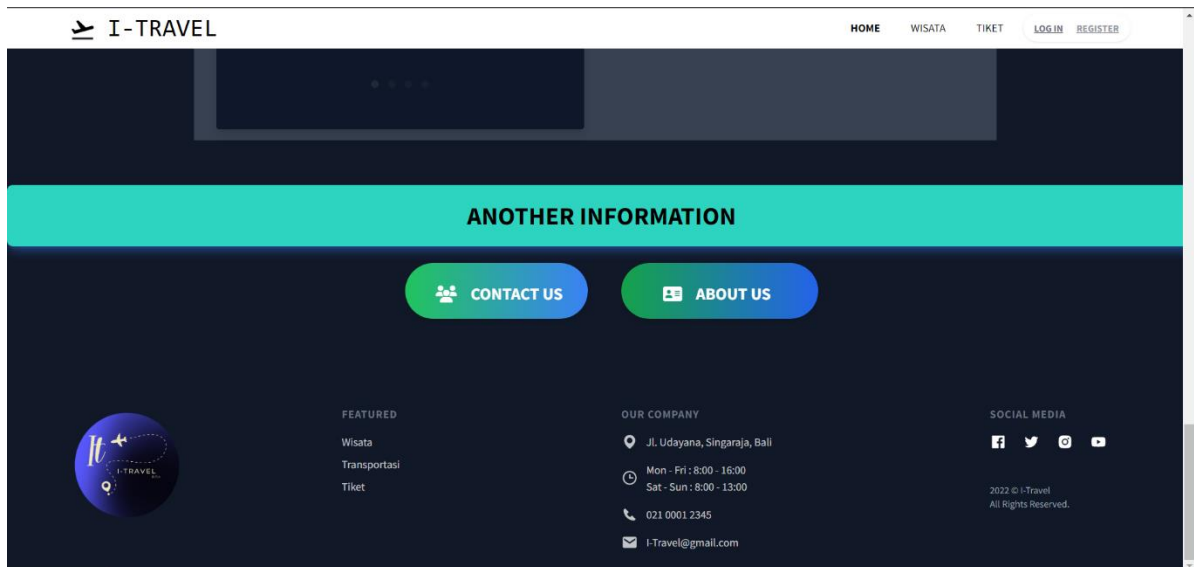 I-TRAVEL
HOME WISATA TIKET LOG IN REGISTER
ANOTHER INFORMATION
CONTACT US
ABOUT US
It
I-TRAVEL
FEATURED
Wisata
Transportasi
Tiket
OUR COMPANY
Jl. Udayana, Singaraja, Bali
Mon - Fri : 8:00 - 16:00
Sat - Sun : 8:00 - 13:00
021 0001 2345
I-Travel@gmail.com
SOCIAL MEDIA
2022 © I-Travel
All Rights Reserved.